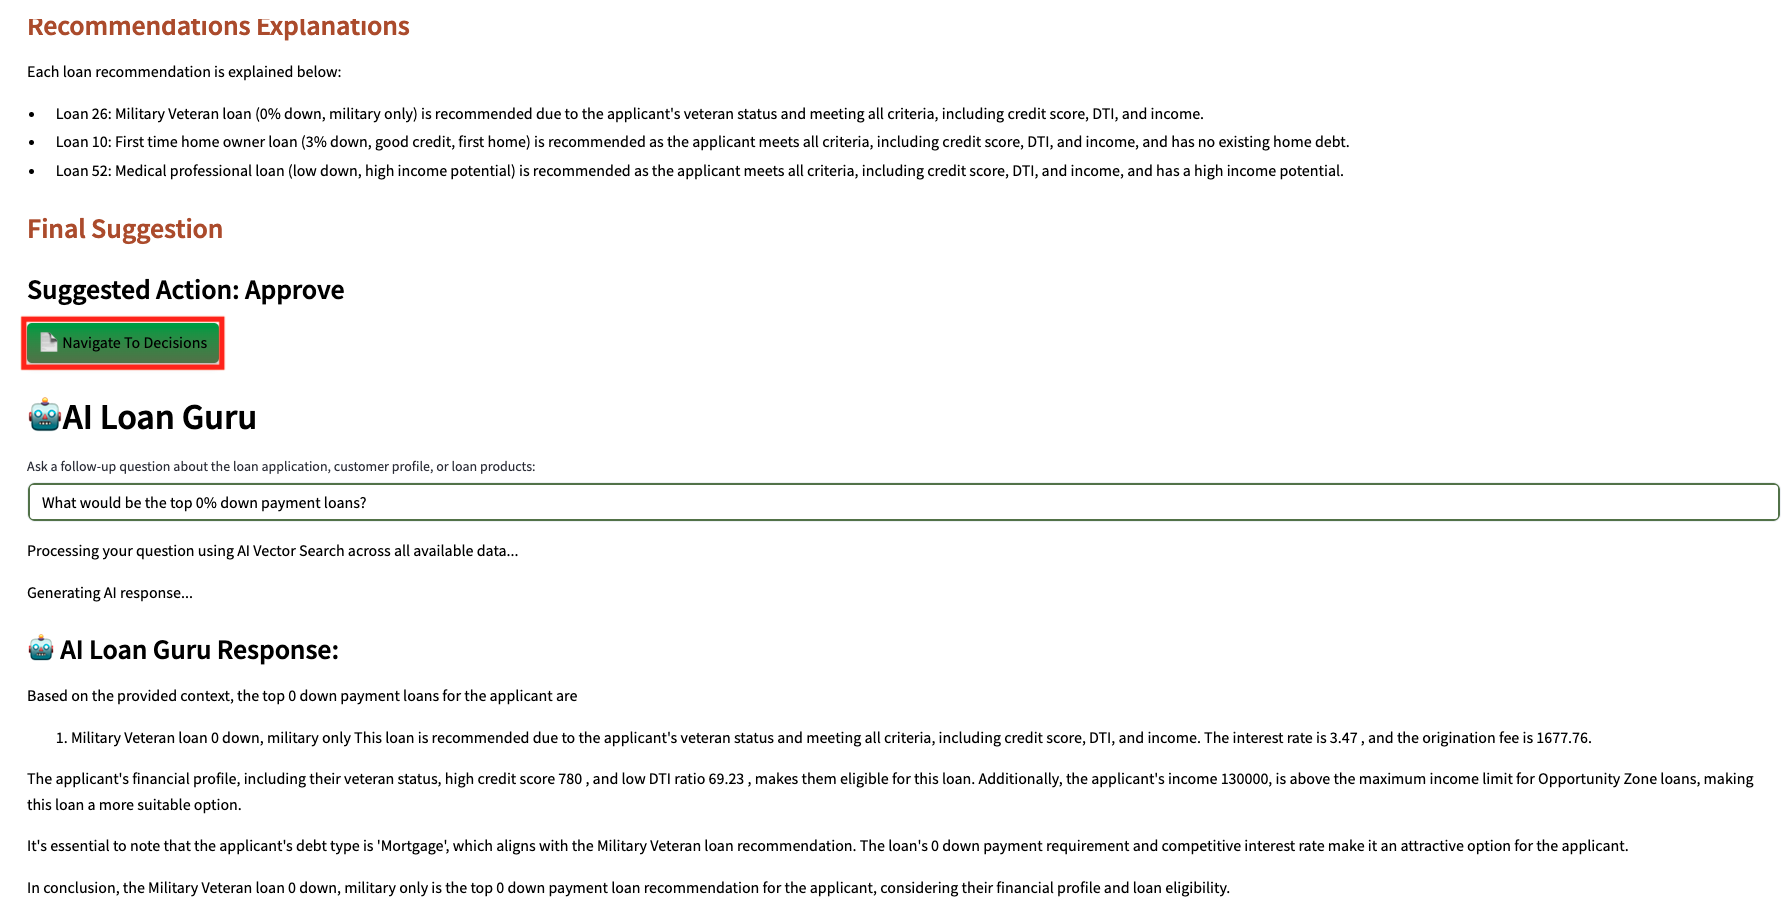 Recommendations Explanations
Each loan recommendation is explained below:
• Loan 26: Military Veteran loan (0% down, military only) is recommended due to the applicant's veteran status and meeting all criteria, including credit score, DTI, and income.
• Loan 10: First time home owner loan (3% down, good credit, first home) is recommended as the applicant meets all criteria, including credit score, DTI, and income, and has no existing home debt.
• Loan 52: Medical professional loan (low down, high income potential) is recommended as the applicant meets all criteria, including credit score, DTI, and income, and has a high income potential.
Final Suggestion
Suggested Action: Approve
Navigate To Decisions
AI Loan Guru
Ask a follow-up question about the loan application, customer profile, or loan products:
What would be the top 0% down payment loans?
Processing your question using AI Vector Search across all available data...
Generating AI response...
AI Loan Guru Response:
Based on the provided context, the top 0 down payment loans for the applicant are
1. Military Veteran loan 0 down, military only This loan is recommended due to the applicant's veteran status and meeting all criteria, including credit score, DTI, and income. The interest rate is 3.47 , and the origination fee is 1677.76.
The applicant's financial profile, including their veteran status, high credit score 780 , and low DTI ratio 69.23 , makes them eligible for this loan. Additionally, the applicant's income 130000, is above the maximum income limit for Opportunity Zone loans, making
this loan a more suitable option.
It's essential to note that the applicant's debt type is 'Mortgage', which aligns with the Military Veteran loan recommendation. The loan's 0 down payment requirement and competitive interest rate make it an attractive option for the applicant.
In conclusion, the Military Veteran loan 0 down, military only is the top 0 down payment loan recommendation for the applicant, considering their financial profile and loan eligibility.